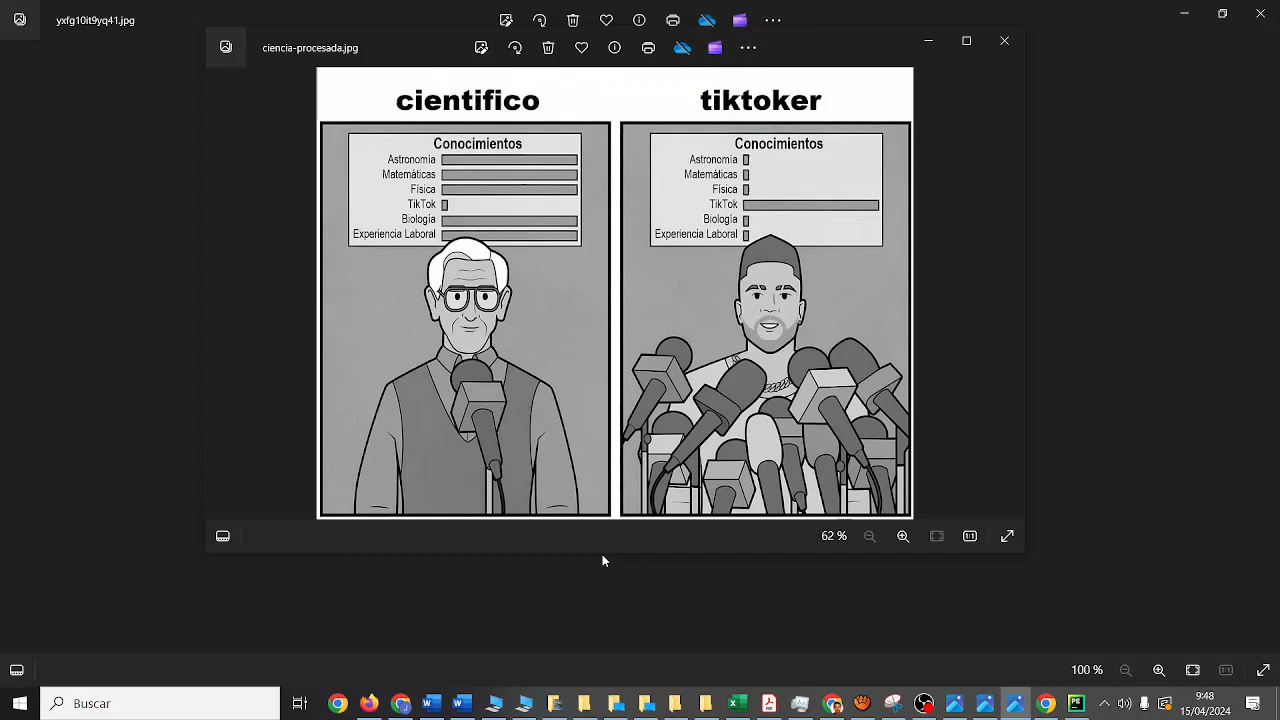 yxfg10it9yq41.jpg
ciencia-procesada.jpg
cientifico
tiktoker
Conocimientos
Astronomía
Matemáticas
Física
TikTok
Biología
Experiencia Laboral
Conocimientos
Astronomía
Matemáticas
Física
TikTok
Biología
Experiencia Laboral
62 %
100 %
Buscar
9:48
15/04/2024